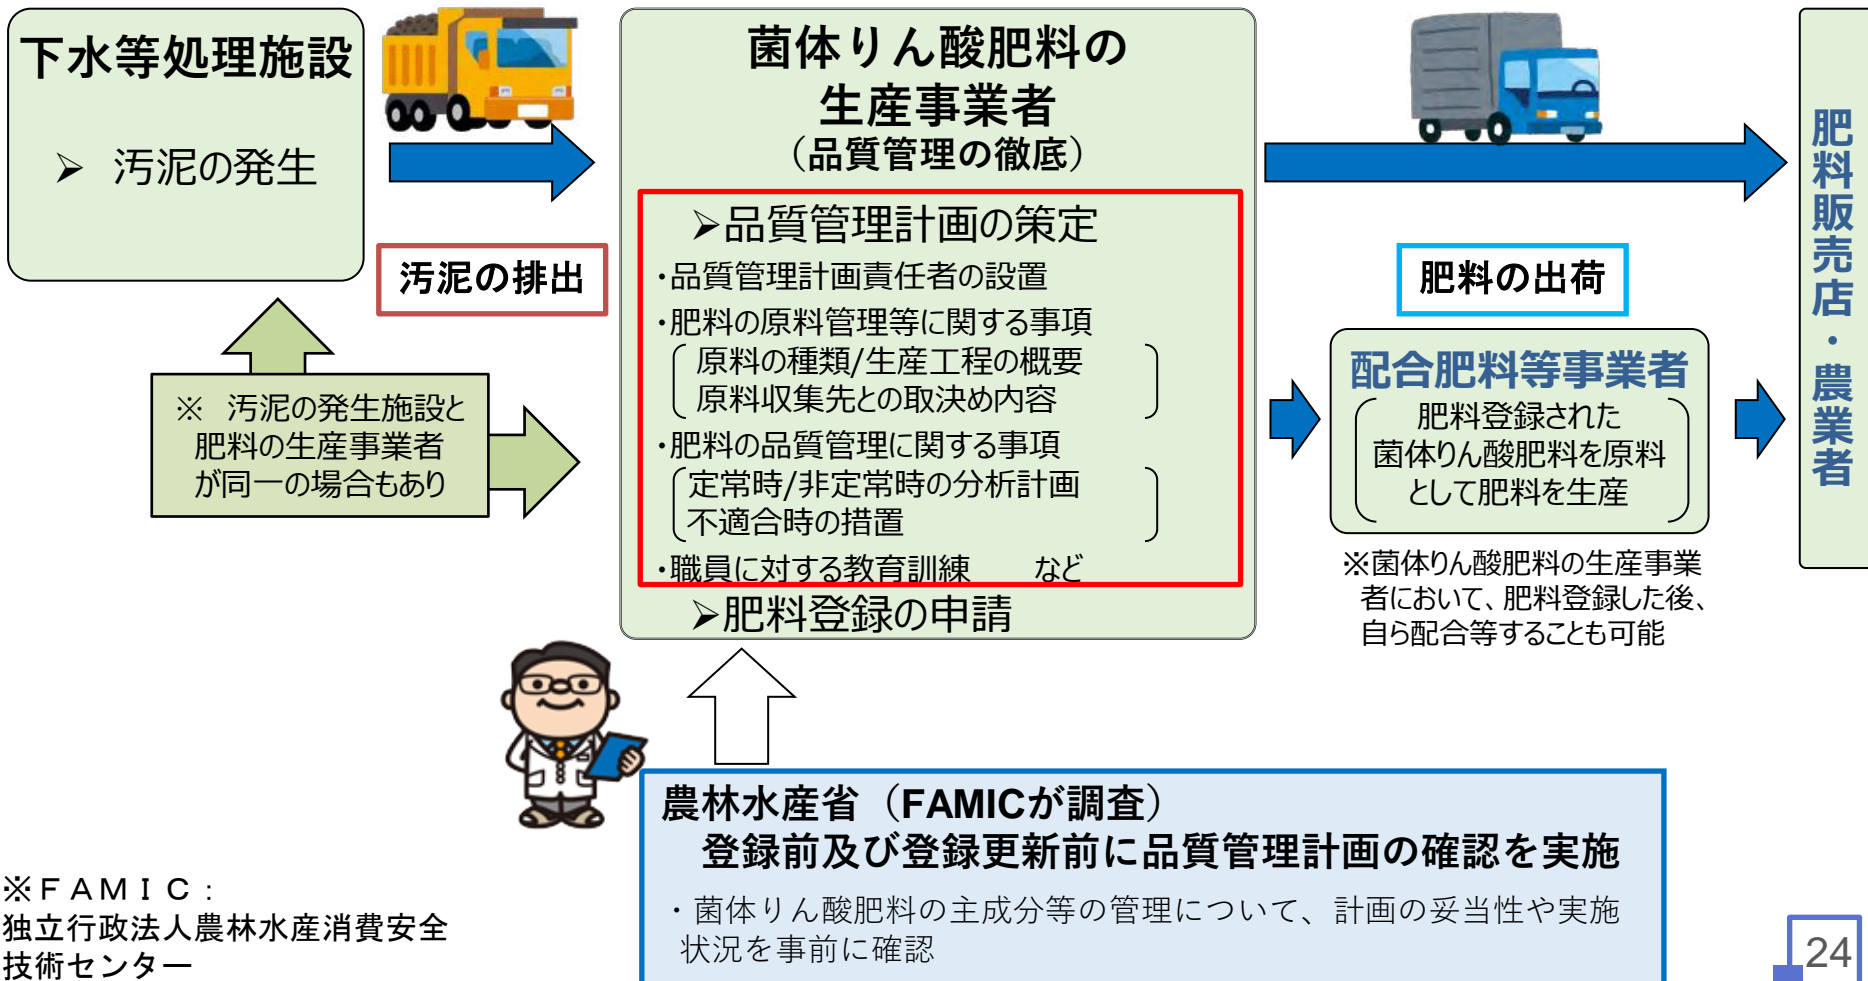 下水等処理施設
➢ 汚泥の発生
汚泥の排出
※ 汚泥の発生施設と
肥料の生産事業者
が同一の場合もあり
菌体りん酸肥料の
生産事業者
（品質管理の徹底）
➢品質管理計画の策定
・品質管理計画責任者の設置
・肥料の原料管理等に関する事項
原料の種類/生産工程の概要
原料収集先との取決め内容
・肥料の品質管理に関する事項
定常時/非定常時の分析計画
不適合時の措置
・職員に対する教育訓練 など
➢肥料登録の申請
肥料の出荷
配合肥料等事業者
肥料登録された
菌体りん酸肥料を原料
として肥料を生産
※菌体りん酸肥料の生産事業
者において、肥料登録した後、
自ら配合等することも可能
肥料販売店・農業者
農林水産省（FAMICが調査）
登録前及び登録更新前に品質管理計画の確認を実施
・菌体りん酸肥料の主成分等の管理について、計画の妥当性や実施
状況を事前に確認
※ＦＡＭＩＣ：
独立行政法人農林水産消費安全
技術センター
24